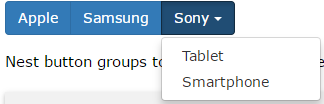 Apple Samsung Sony
Tablet
Smartphone
Nest button groups to